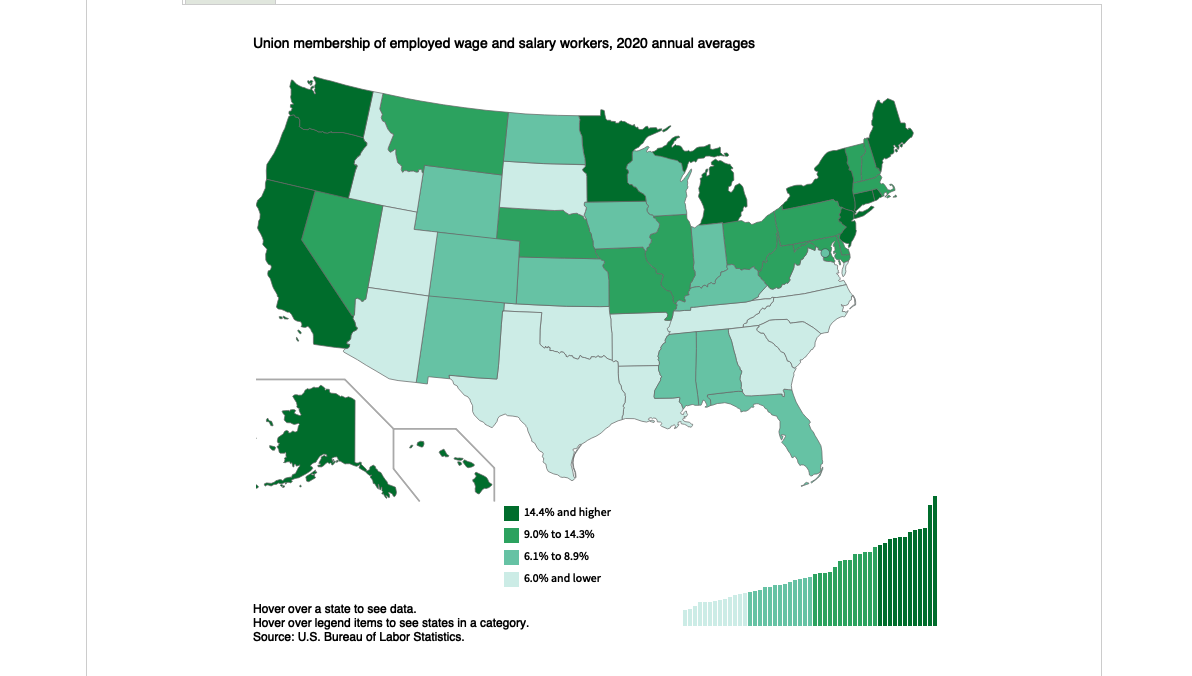 Union membership of employed wage and salary workers, 2020 annual averages
14.4% and higher
9.0% to 14.3%
6.1% to 8.9%
6.0% and lower
Hover over a state to see data.
Hover over legend items to see states in a category.
Source: U.S. Bureau of Labor Statistics.